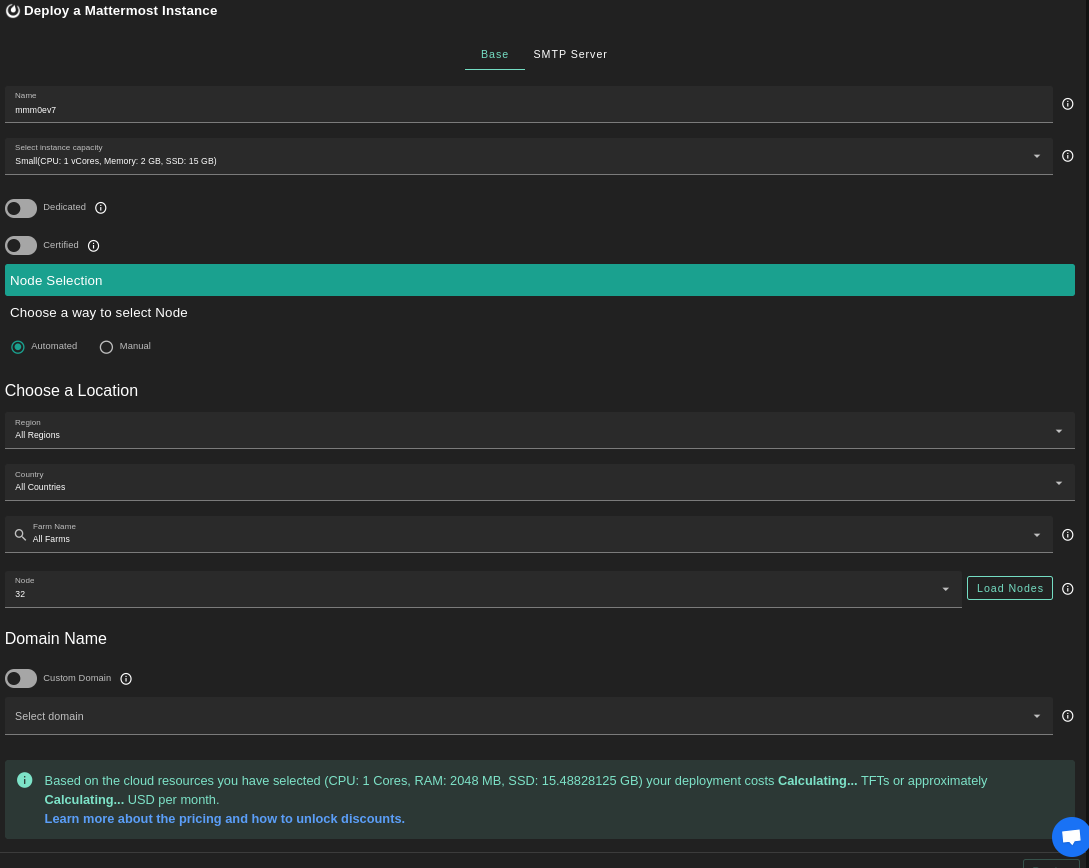 Deploy a Mattermost Instance
Base SMTP Server
Name
mmm0ev7
Select instance capacity
Small(CPU: 1 vCores, Memory: 2 GB, SSD: 15 GB)
Dedicated
Certified
Node Selection
Choose a way to select Node
Automated Manual
Choose a Location
Region
All Regions
Country
All Countries
Farm Name
All Farms
Node
32
Load Nodes
Domain Name
Custom Domain
Select domain
Based on the cloud resources you have selected (CPU: 1 Cores, RAM: 2048 MB, SSD: 15.48828125 GB) your deployment costs Calculating... TFTs or approximately
Calculating... USD per month.
Learn more about the pricing and how to unlock discounts.